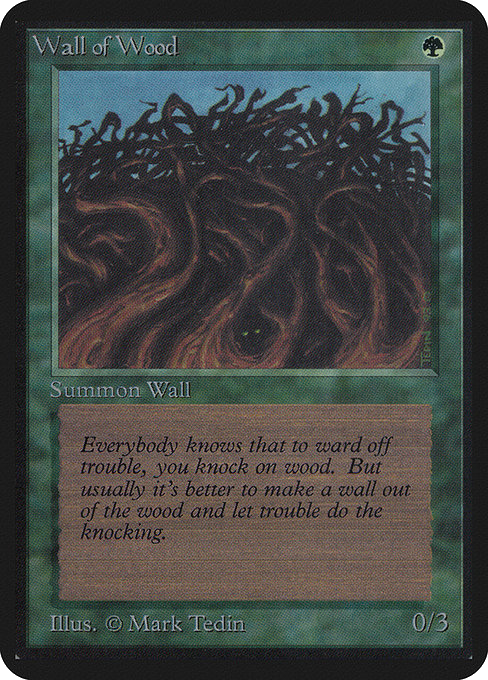 Wall of Wood
Summon Wall
Everybody knows that to ward off
trouble, you knock on wood. But
usually it's better to make a wall out
of the wood and let trouble do the
knocking.
Illus. © Mark Tedin
0/3